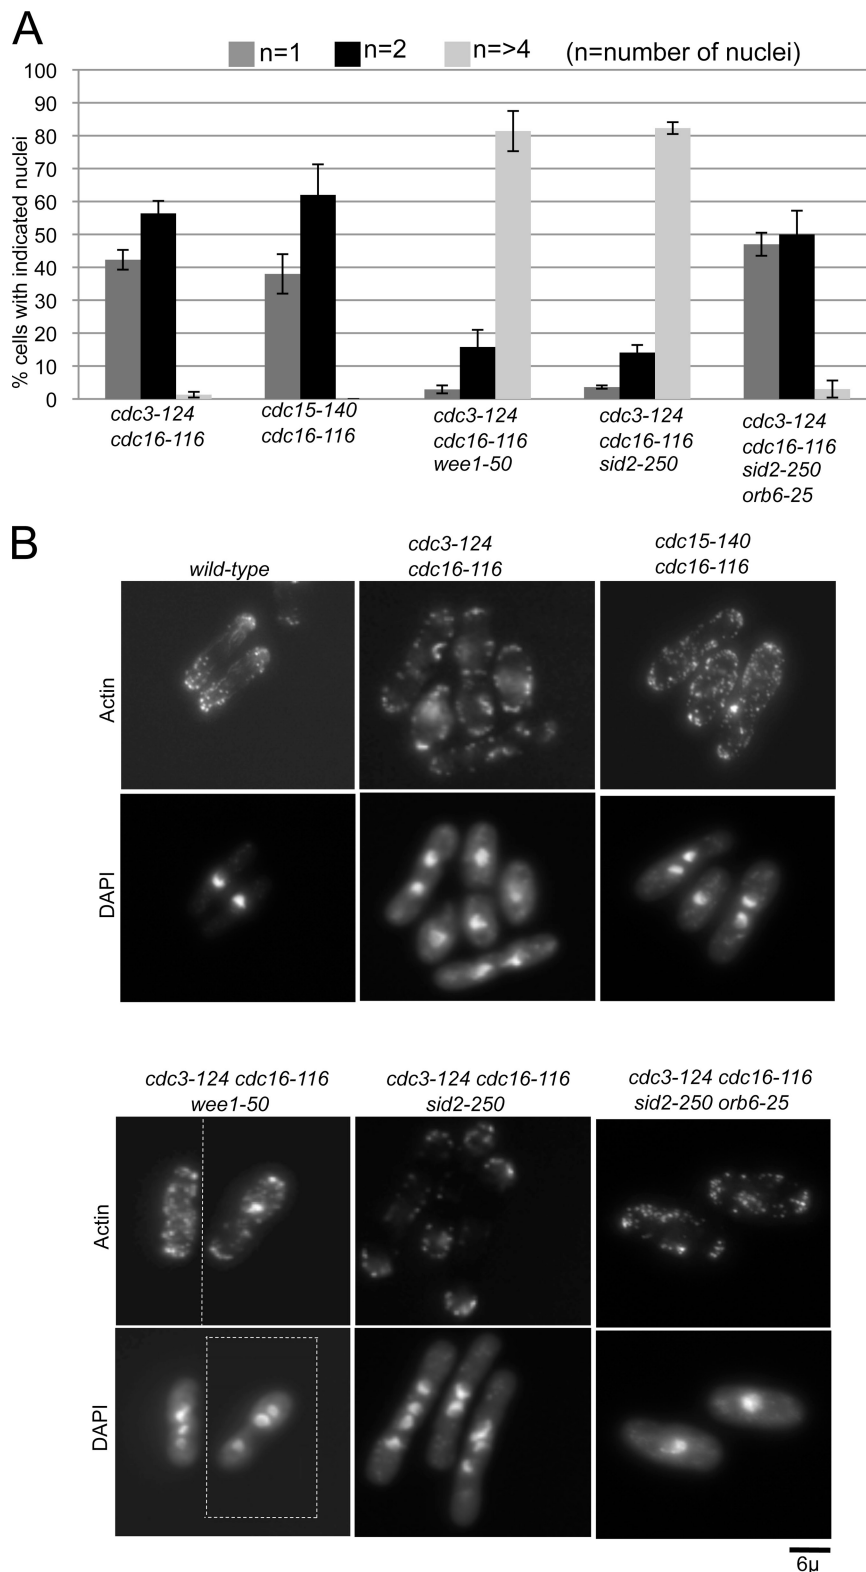 A
n=1 n=2 n=>4 (n=number of nuclei)
% cells with indicated nuclei
100
90
80
70
60
50
40
30
20
10
0
cdc3-124
cdc16-116
cdc15-140
cdc16-116
cdc3-124
cdc16-116
wee1-50
cdc3-124
cdc16-116
sid2-250
cdc3-124
cdc16-116
sid2-250
orb6-25
B
wild-type
cdc3-124
cdc16-116
cdc15-140
cdc16-116
Actin
DAPI
cdc3-124 cdc16-116
wee1-50
cdc3-124 cdc16-116
sid2-250
cdc3-124 cdc16-116
sid2-250 orb6-25
Actin
DAPI
6μ